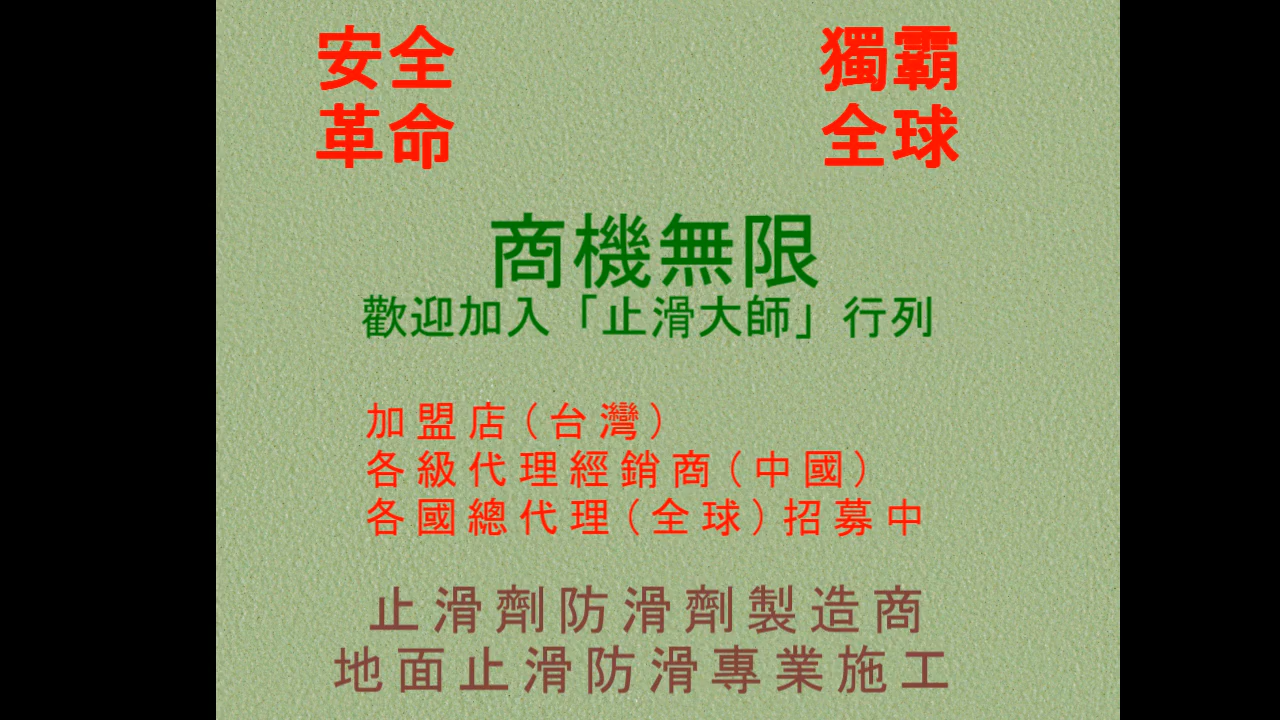 安全
革命
獨霸
全球
商機無限
歡迎加入「止滑大師」行列
加盟店(台灣)
各級代理經銷商(中國)
各國總代理(全球)招募中
止滑劑防滑劑製造商
地面止滑防滑專業施工